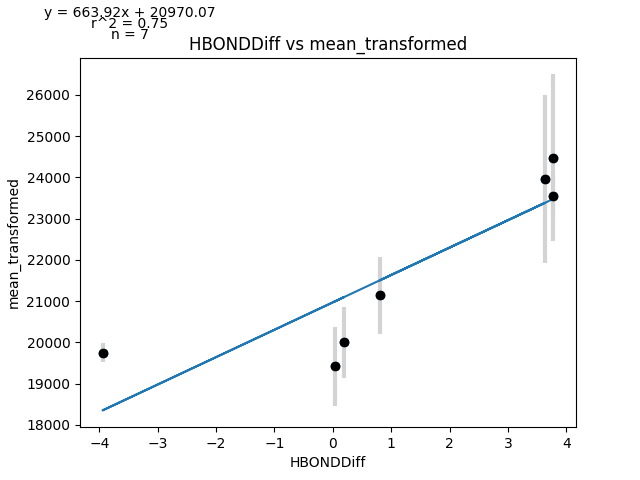 y = 663.92x + 20970.07
r^2 = 0.75
n = 7
HBONDDiff vs mean_transformed
26000
25000
24000
23000
22000
21000
20000
19000
18000
mean_transformed
−4 −3 −2 −1 0 1 2 3 4
HBONDDiff